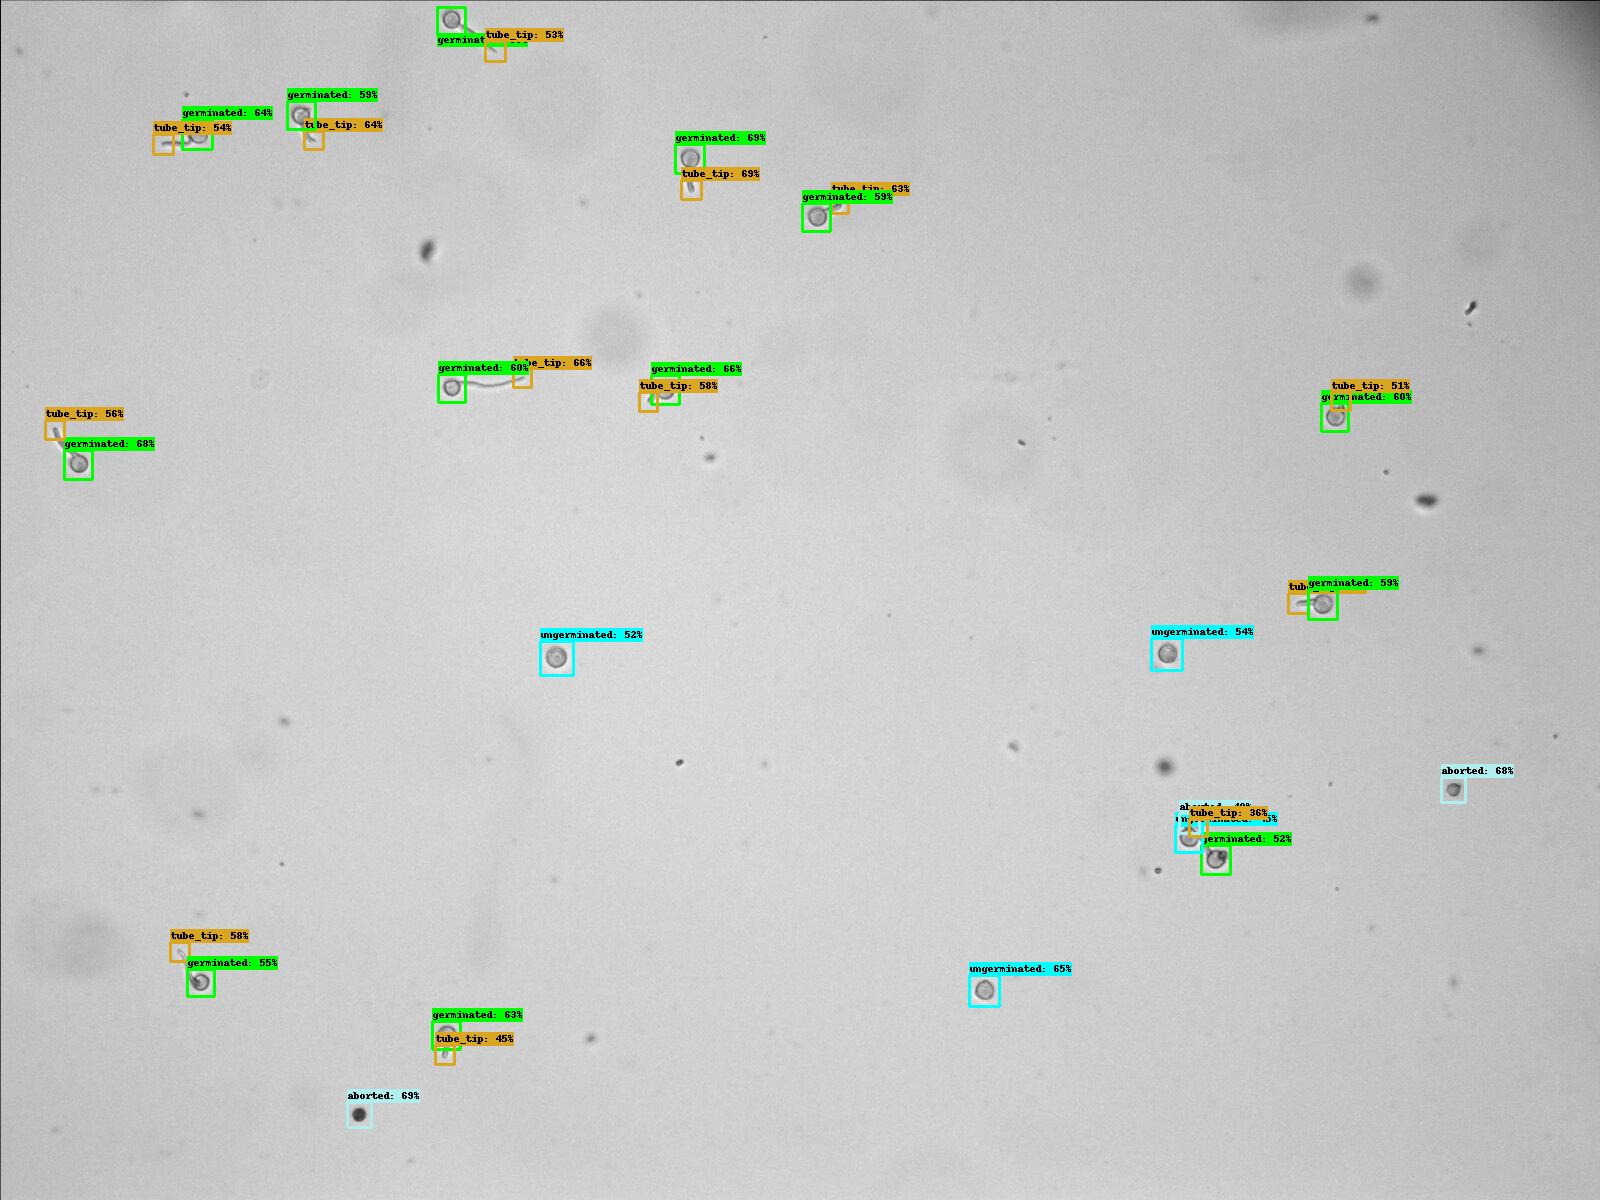 tube_tip: 53%
germinat
germinated: 59%
germinated: 64%
tube_tip: 64%
tube_tip: 54%
germinated: 69%
tube_tip: 69%
tube_tip: 63%
germinated: 59%
tube_tip: 66%
germinated: 60%
germinated: 66%
tube_tip: 58%
tube_tip: 51%
germinated: 60%
tube_tip: 56%
germinated: 68%
germinated: 59%
tube
ungerminated: 54%
ungerminated: 52%
aborted: 68%
tube_tip: 36%
germinated: 52%
tube_tip: 58%
germinated: 55%
ungerminated: 65%
germinated: 63%
tube_tip: 45%
aborted: 69%